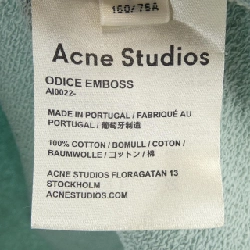 160/75A
Acne Studios
ODICE EMBOSS
AI0022-
MADE IN PORTUGAL / FABRIQUÉ AU
PORTUGAL / 葡萄牙制造
100% COTTON / BOMULL / COTON /
BAUMWOLLE / コットン / 棉
ACNE STUDIOS FLORAGATAN 13
STOCKHOLM
ACNESTUDIOS.COM